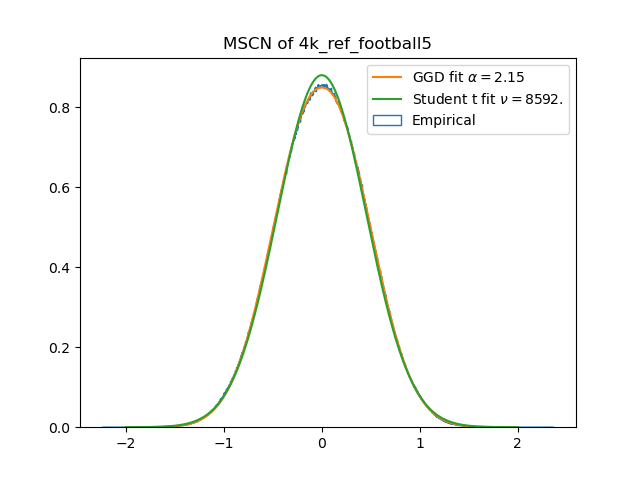 MSCN of 4k_ref_football5
GGD fit α = 2.15
Student t fit ν = 8592.
Empirical
0.8
0.6
0.4
0.2
0.0
−2
−1
0
1
2